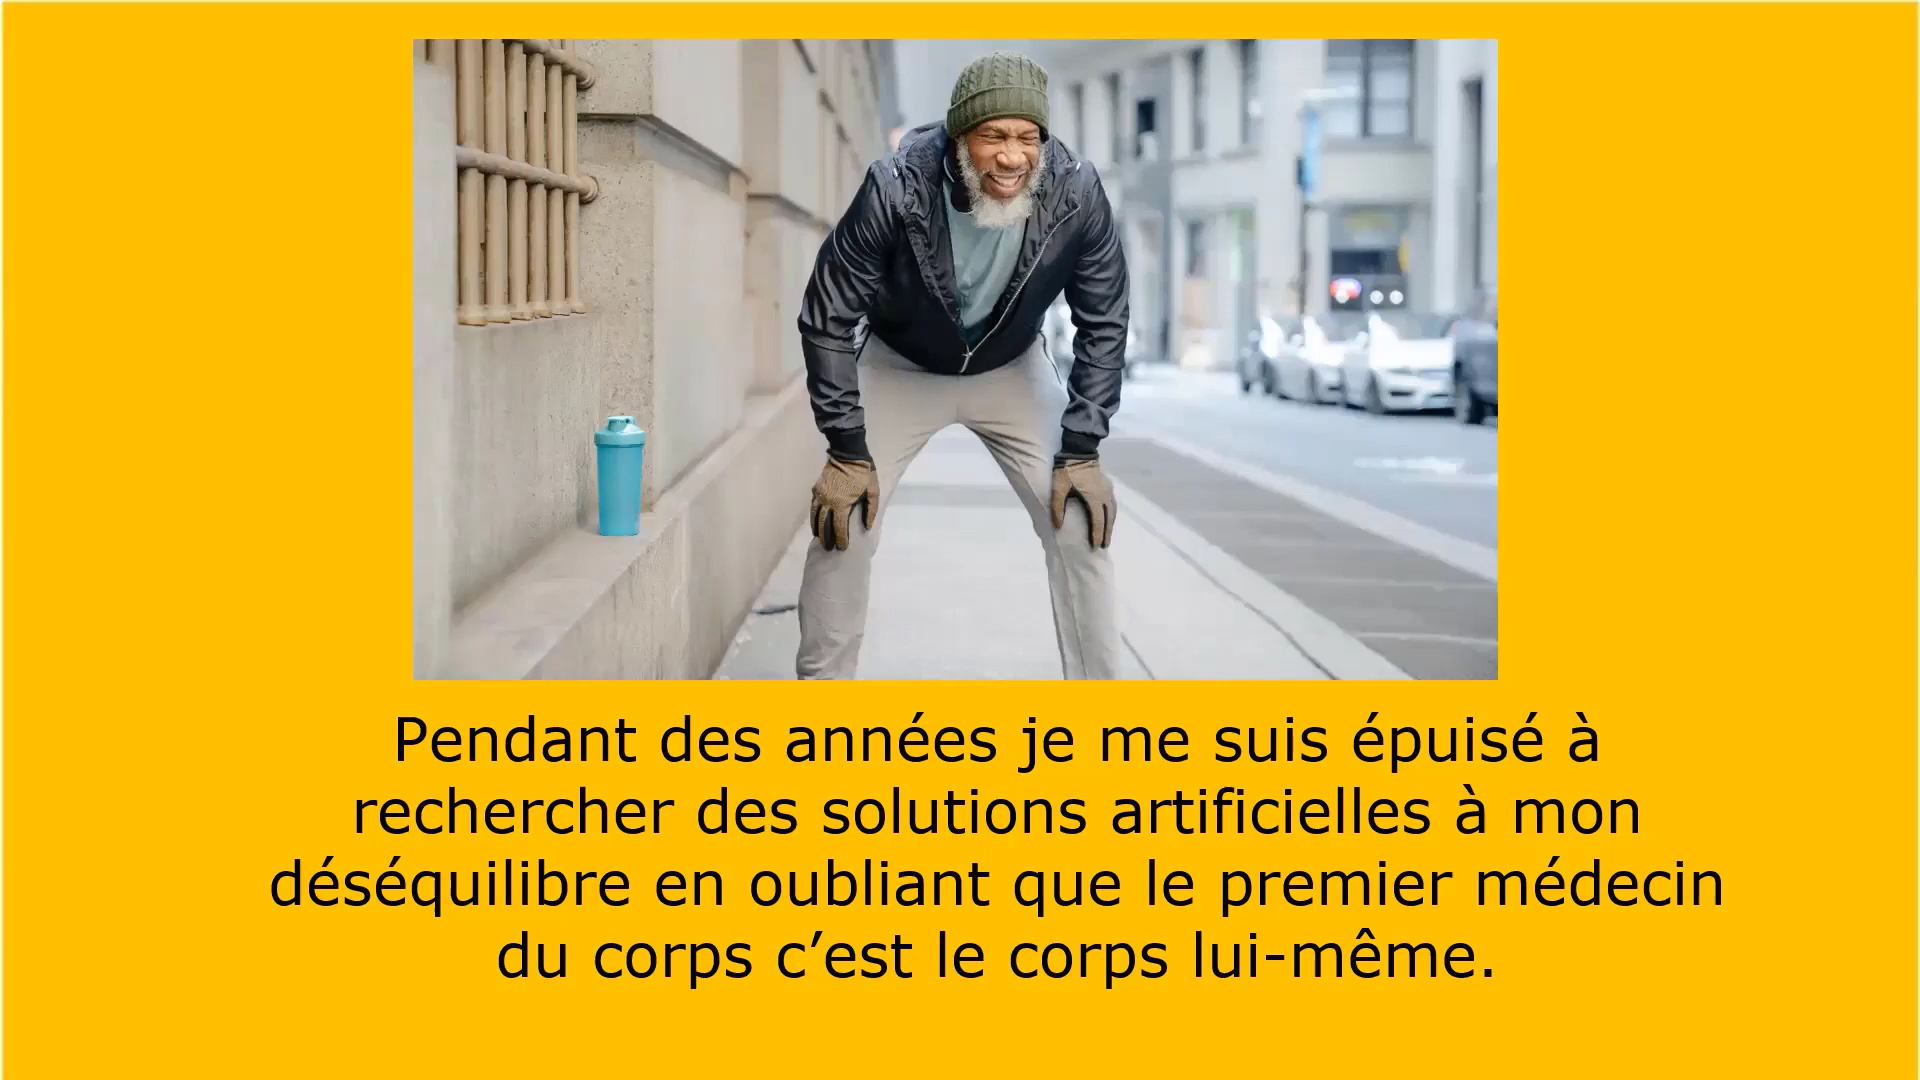 Pendant des années je me suis épuisé à
rechercher des solutions artificielles à mon
déséquilibre en oubliant que le premier médecin
du corps c’est le corps lui-même.